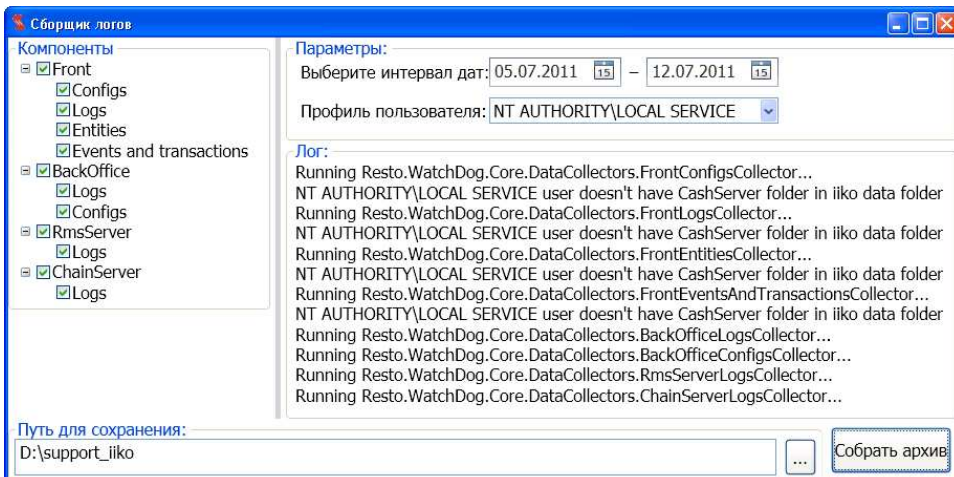 Сборщик логов
Компоненты
Front
Configs
Logs
Entities
Events and transactions
BackOffice
Logs
Configs
RmsServer
Logs
ChainServer
Logs
Параметры:
Выберите интервал дат: 05.07.2011 15 – 12.07.2011 15
Профиль пользователя: NT AUTHORITY\LOCAL SERVICE
Лог:
Running Resto.WatchDog.Core.DataCollectors.FrontConfigsCollector...
NT AUTHORITY\LOCAL SERVICE user doesn't have CashServer folder in iiko data folder
Running Resto.WatchDog.Core.DataCollectors.FrontLogsCollector...
NT AUTHORITY\LOCAL SERVICE user doesn't have CashServer folder in iiko data folder
Running Resto.WatchDog.Core.DataCollectors.FrontEntitiesCollector...
NT AUTHORITY\LOCAL SERVICE user doesn't have CashServer folder in iiko data folder
Running Resto.WatchDog.Core.DataCollectors.FrontEventsAndTransactionsCollector...
NT AUTHORITY\LOCAL SERVICE user doesn't have CashServer folder in iiko data folder
Running Resto.WatchDog.Core.DataCollectors.BackOfficeLogsCollector...
Running Resto.WatchDog.Core.DataCollectors.BackOfficeConfigsCollector...
Running Resto.WatchDog.Core.DataCollectors.RmsServerLogsCollector...
Running Resto.WatchDog.Core.DataCollectors.ChainServerLogsCollector...
Путь для сохранения:
D:\support_iiko
...
Собрать архив